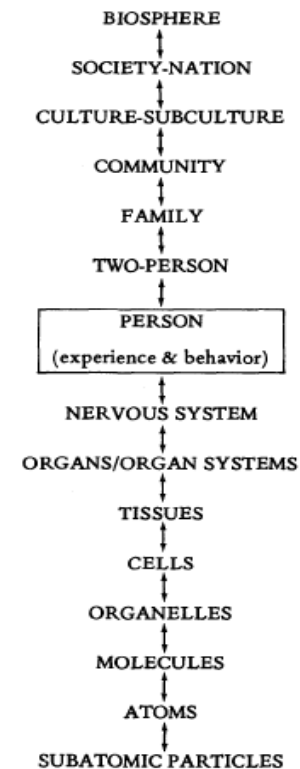 BIOSPHERE
SOCIETY-NATION
CULTURE-SUBCULTURE
COMMUNITY
FAMILY
TWO-PERSON
PERSON
(experience & behavior)
NERVOUS SYSTEM
ORGANS/ORGAN SYSTEMS
TISSUES
CELLS
ORGANELLES
MOLECULES
ATOMS
SUBATOMIC PARTICLES